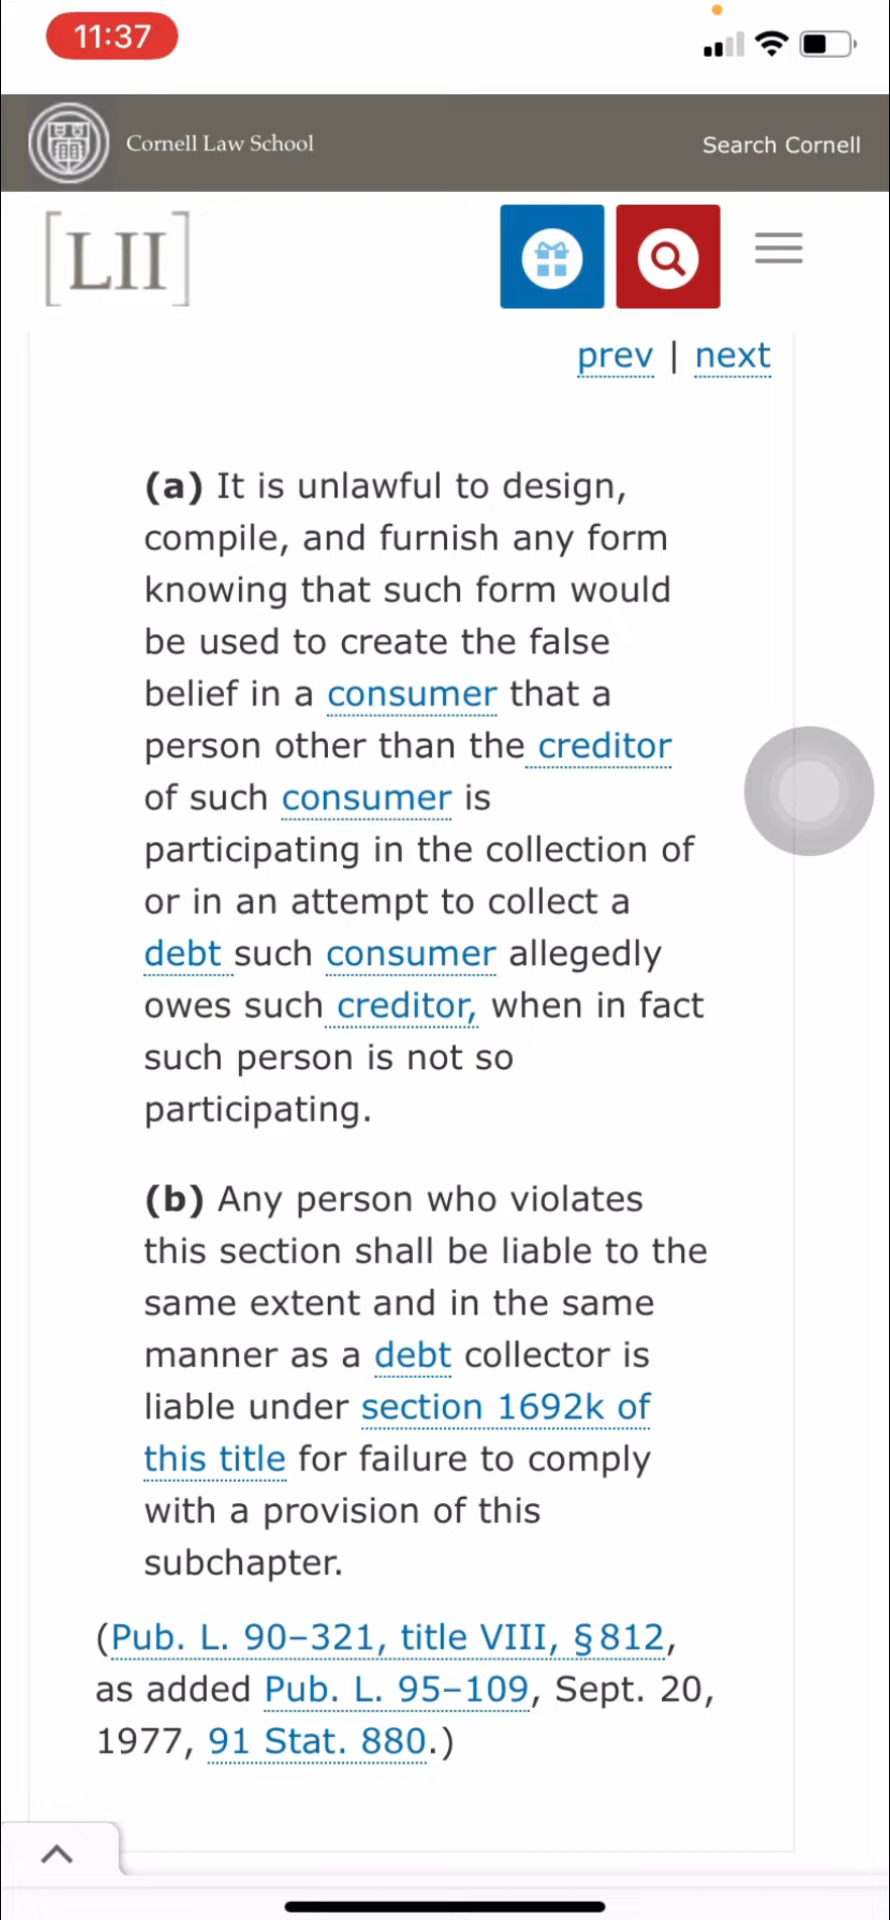 11:37
Cornell Law School
Search Cornell
[LII]
prev | next
(a) It is unlawful to design,
compile, and furnish any form
knowing that such form would
be used to create the false
belief in a consumer that a
person other than the creditor
of such consumer is
participating in the collection of
or in an attempt to collect a
debt such consumer allegedly
owes such creditor, when in fact
such person is not so
participating.
(b) Any person who violates
this section shall be liable to the
same extent and in the same
manner as a debt collector is
liable under section 1692k of
this title for failure to comply
with a provision of this
subchapter.
(Pub. L. 90–321, title VIII, § 812,
as added Pub. L. 95–109, Sept. 20,
1977, 91 Stat. 880.)